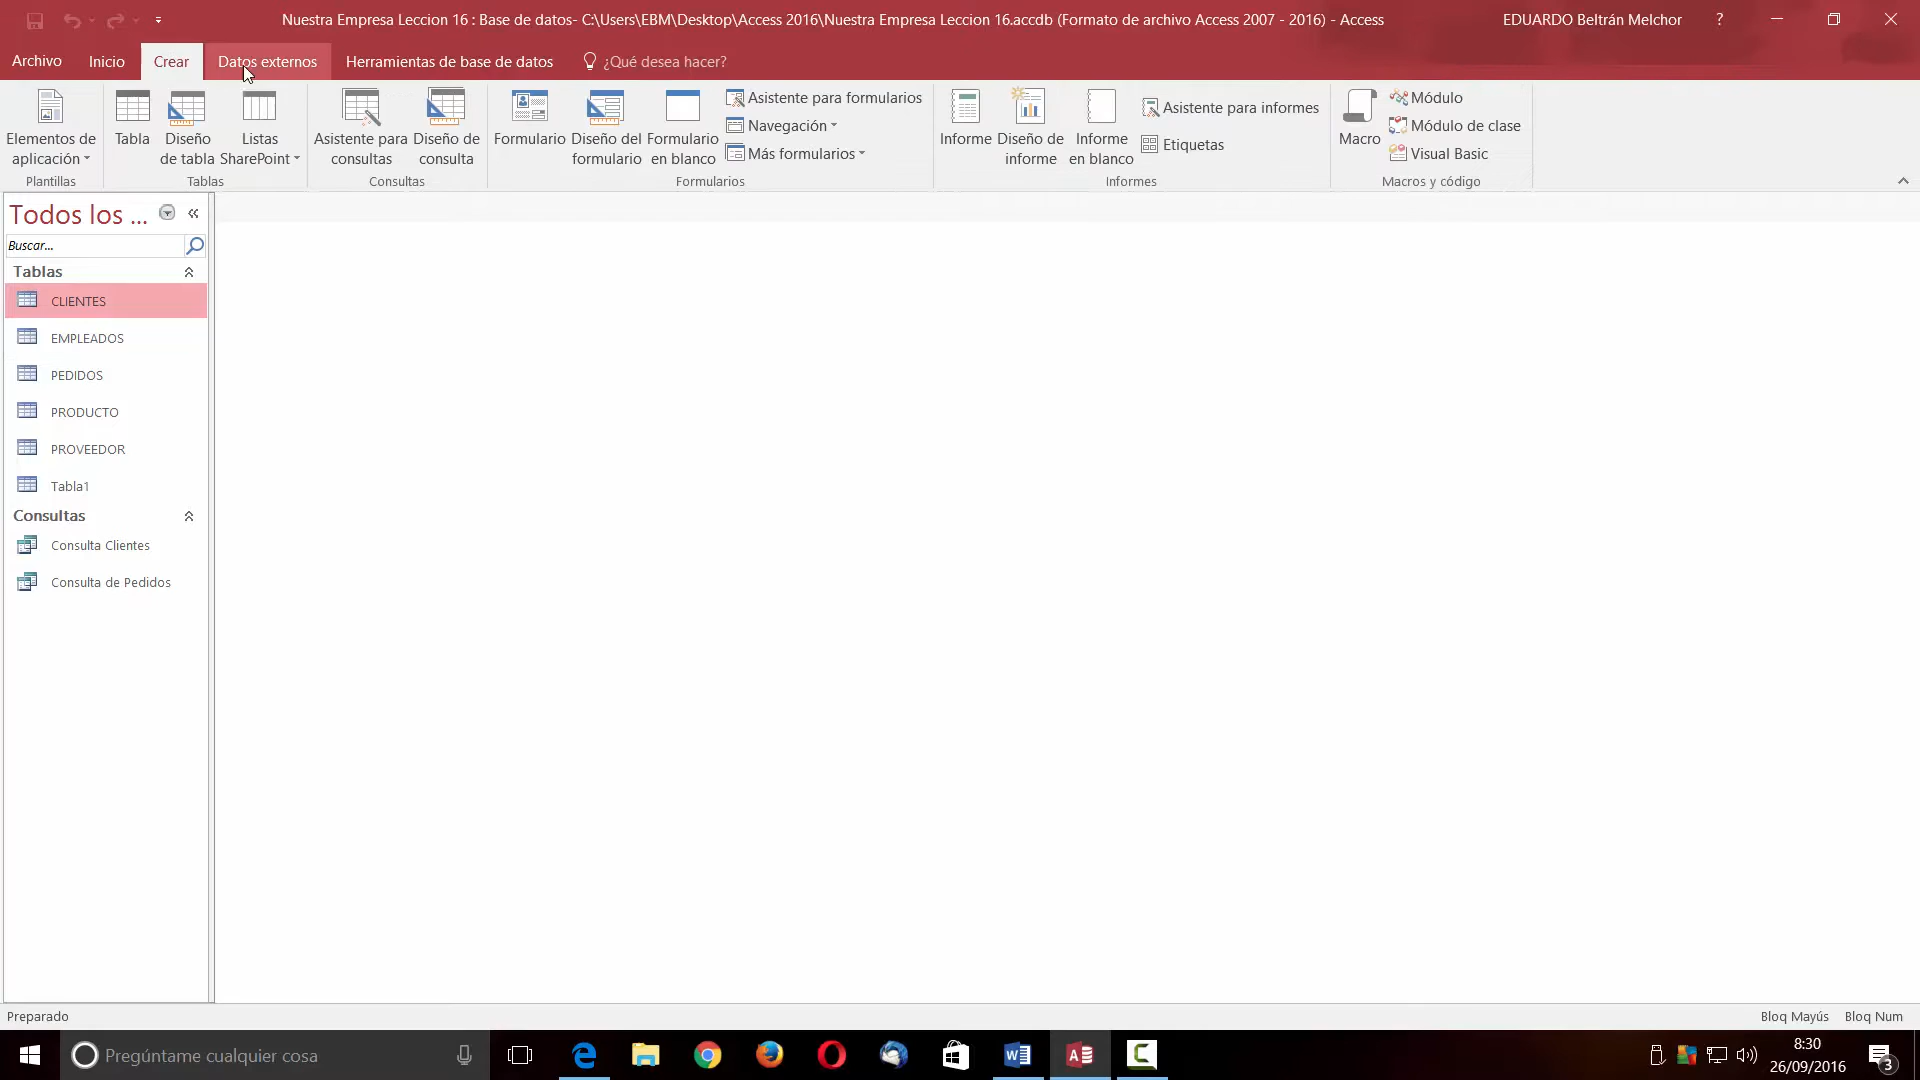 Nuestra Empresa Leccion 16 : Base de datos- C:\Users\EBM\Desktop\Access 2016\Nuestra Empresa Leccion 16.accdb (Formato de archivo Access 2007 - 2016) - Access
EDUARDO Beltrán Melchor
?
Archivo
Inicio
Crear
Datos externos
Herramientas de base de datos
¿Qué desea hacer?
Elementos de
aplicación
Plantillas
Tabla
Diseño
de tabla
Listas
SharePoint
Tablas
Asistente para
consultas
Diseño de
consulta
Consultas
Formulario
Diseño del
formulario
Formulario
en blanco
Asistente para formularios
Navegación
Más formularios
Formularios
Informe
Diseño de
informe
Informe
en blanco
Asistente para informes
Etiquetas
Informes
Macro
Módulo
Módulo de clase
Visual Basic
Macros y código
Todos los ...
Buscar...
Tablas
CLIENTES
EMPLEADOS
PEDIDOS
PRODUCTO
PROVEEDOR
Tabla1
Consultas
Consulta Clientes
Consulta de Pedidos
Preparado
Bloq Mayús
Bloq Num
Pregúntame cualquier cosa
8:30
26/09/2016
3